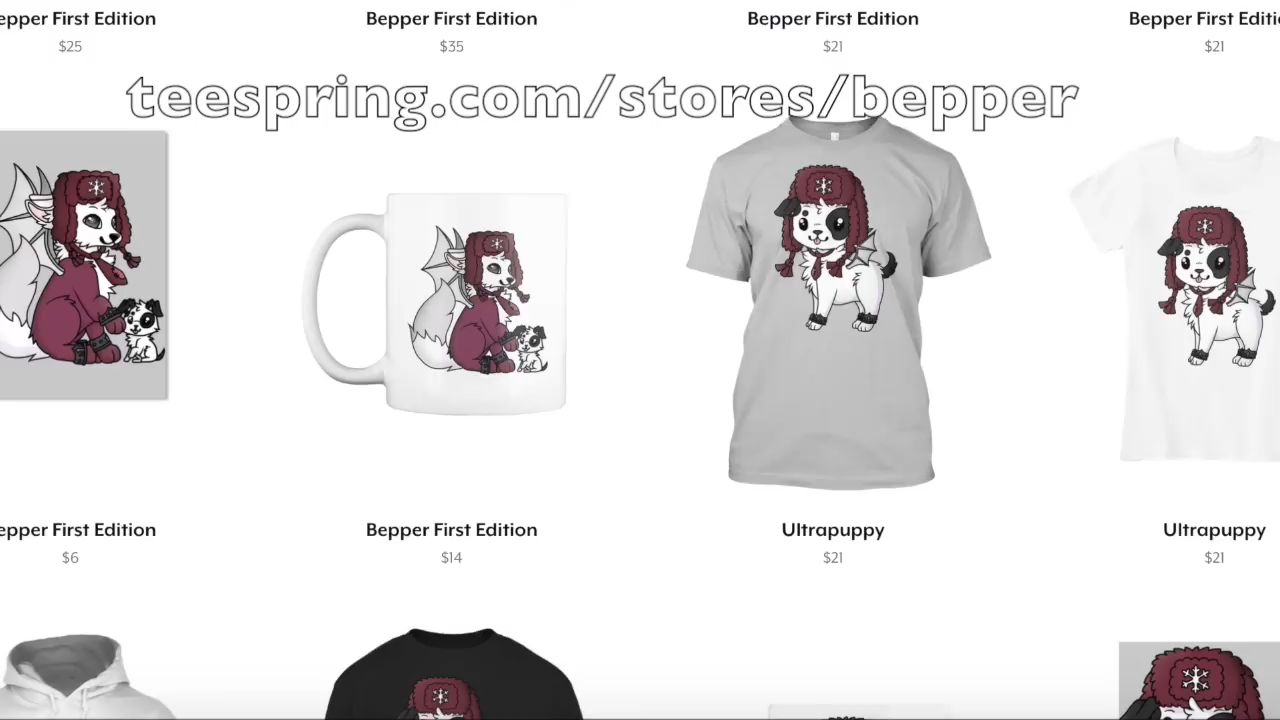 epper First Edition
Bepper First Edition
Bepper First Edition
Bepper First Editi
$25
$35
$21
$21
teespring.com/stores/bepper
epper First Edition
Bepper First Edition
Ultrapuppy
Ultrapuppy
$6
$14
$21
$21